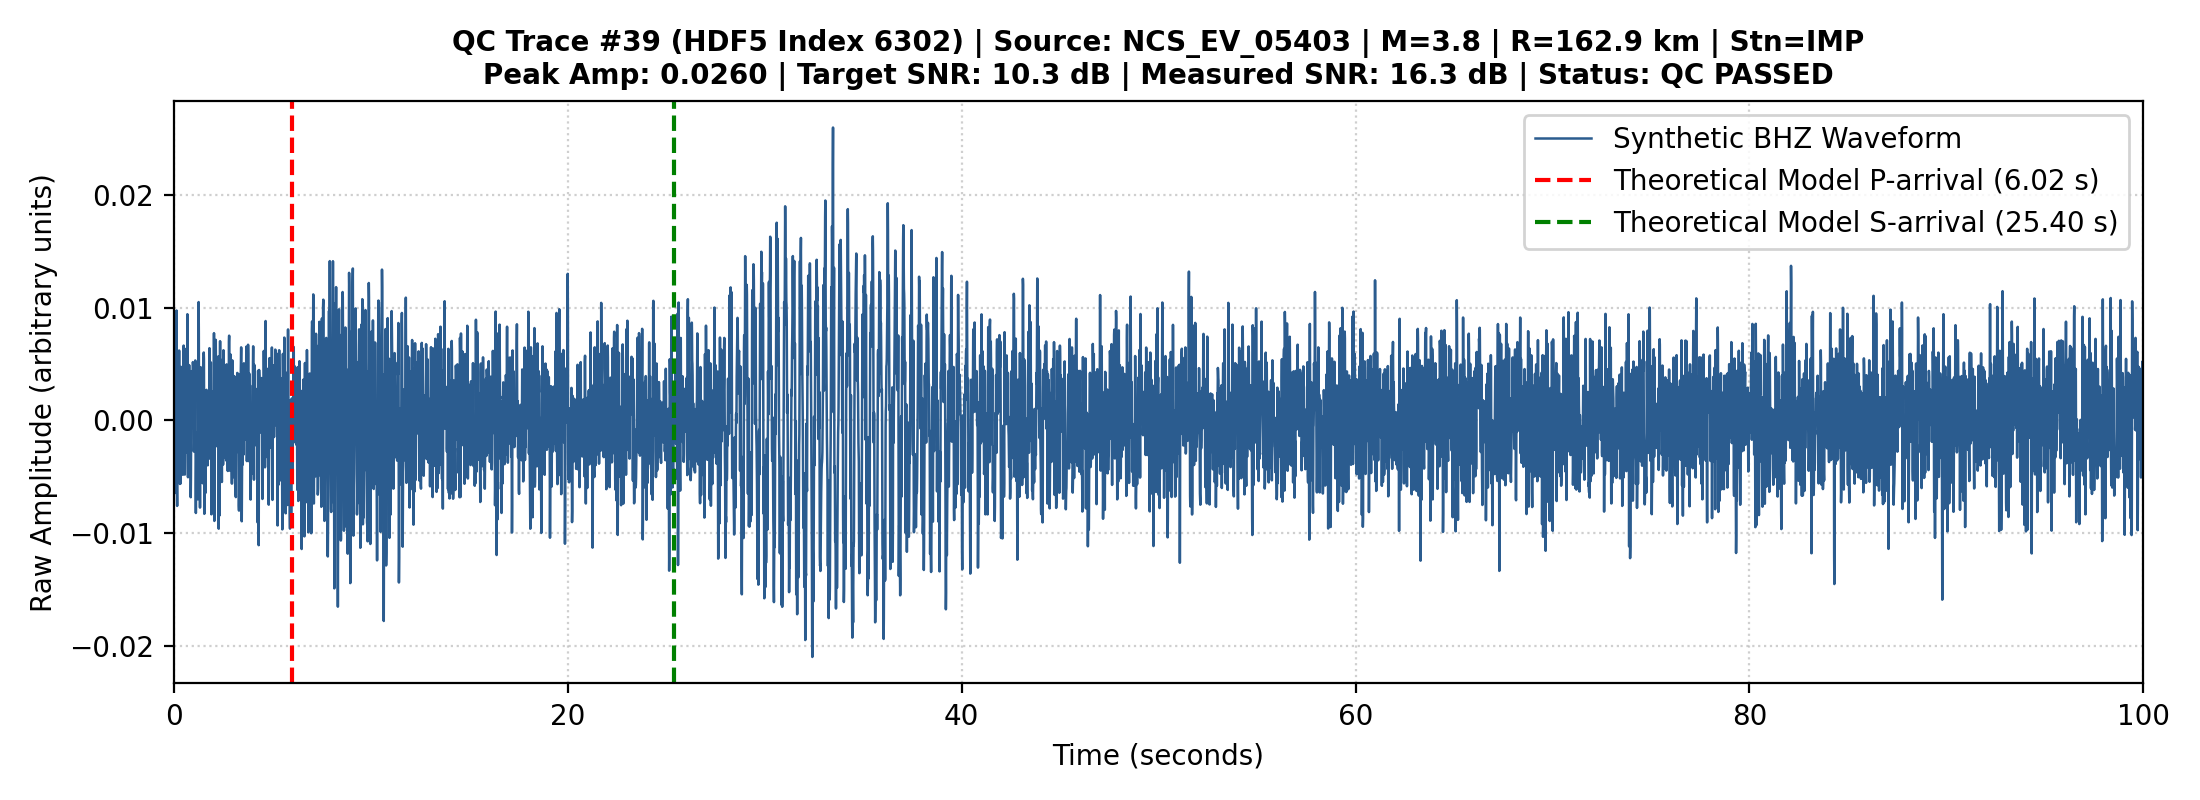 QC Trace #39 (HDF5 Index 6302) | Source: NCS_EV_05403 | M=3.8 | R=162.9 km | Stn=IMP
Peak Amp: 0.0260 | Target SNR: 10.3 dB | Measured SNR: 16.3 dB | Status: QC PASSED
Synthetic BHZ Waveform
Theoretical Model P-arrival (6.02 s)
Theoretical Model S-arrival (25.40 s)
Raw Amplitude (arbitrary units)
0.02
0.01
0.00
−0.01
−0.02
0 20 40 60 80 100
Time (seconds)